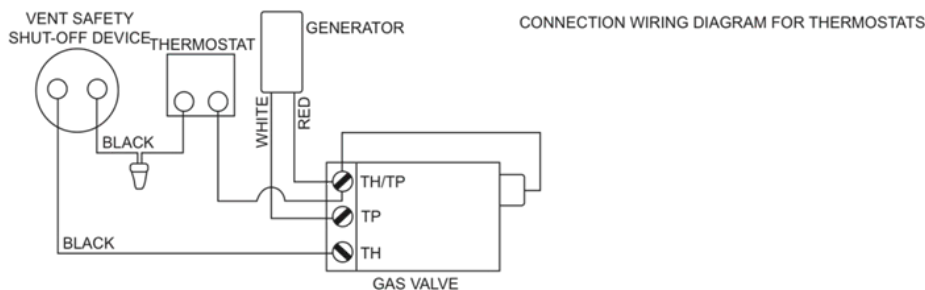 VENT SAFETY
SHUT-OFF DEVICE
THERMOSTAT
GENERATOR
CONNECTION WIRING DIAGRAM FOR THERMOSTATS
WHITE
RED
BLACK
TH/TP
TP
BLACK
TH
GAS VALVE